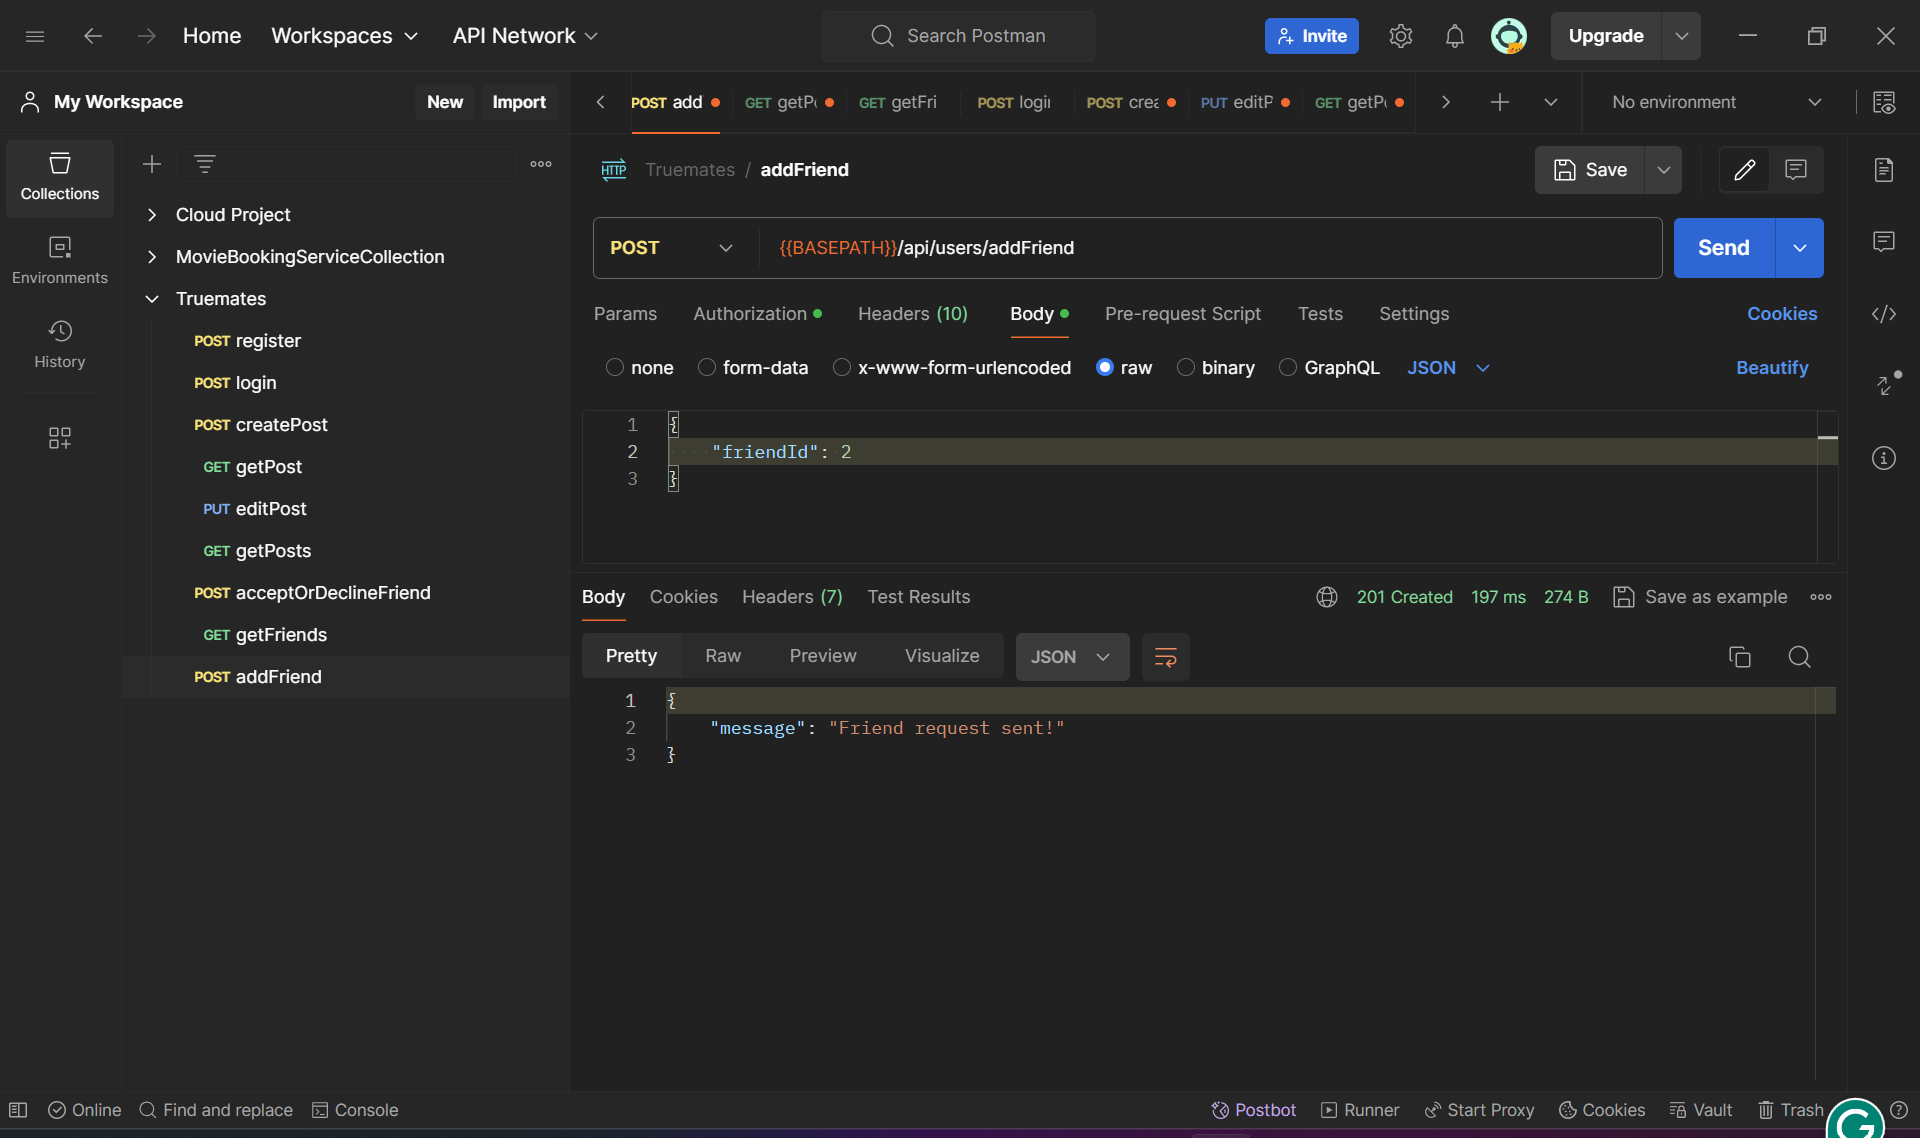 Home Workspaces API Network Search Postman Invite Upgrade
My Workspace New Import POST add GET getP GET getFri POST logi POST crea PUT editP GET getP No environment
Collections
Environments
History
Cloud Project
MovieBookingServiceCollection
Truemates
POST register
POST login
POST createPost
GET getPost
PUT editPost
GET getPosts
POST acceptOrDeclineFriend
GET getFriends
POST addFriend
HTTP Truemates / addFriend Save
POST {{BASEPATH}}/api/users/addFriend Send
Params Authorization Headers (10) Body Pre-request Script Tests Settings Cookies
none form-data x-www-form-urlencoded raw binary GraphQL JSON Beautify
1 {
2 "friendId": 2
3 }
Body Cookies Headers (7) Test Results 201 Created 197 ms 274 B Save as example
Pretty Raw Preview Visualize JSON
1 {
2 "message": "Friend request sent!"
3 }
Online Find and replace Console Postbot Runner Start Proxy Cookies Vault Trash